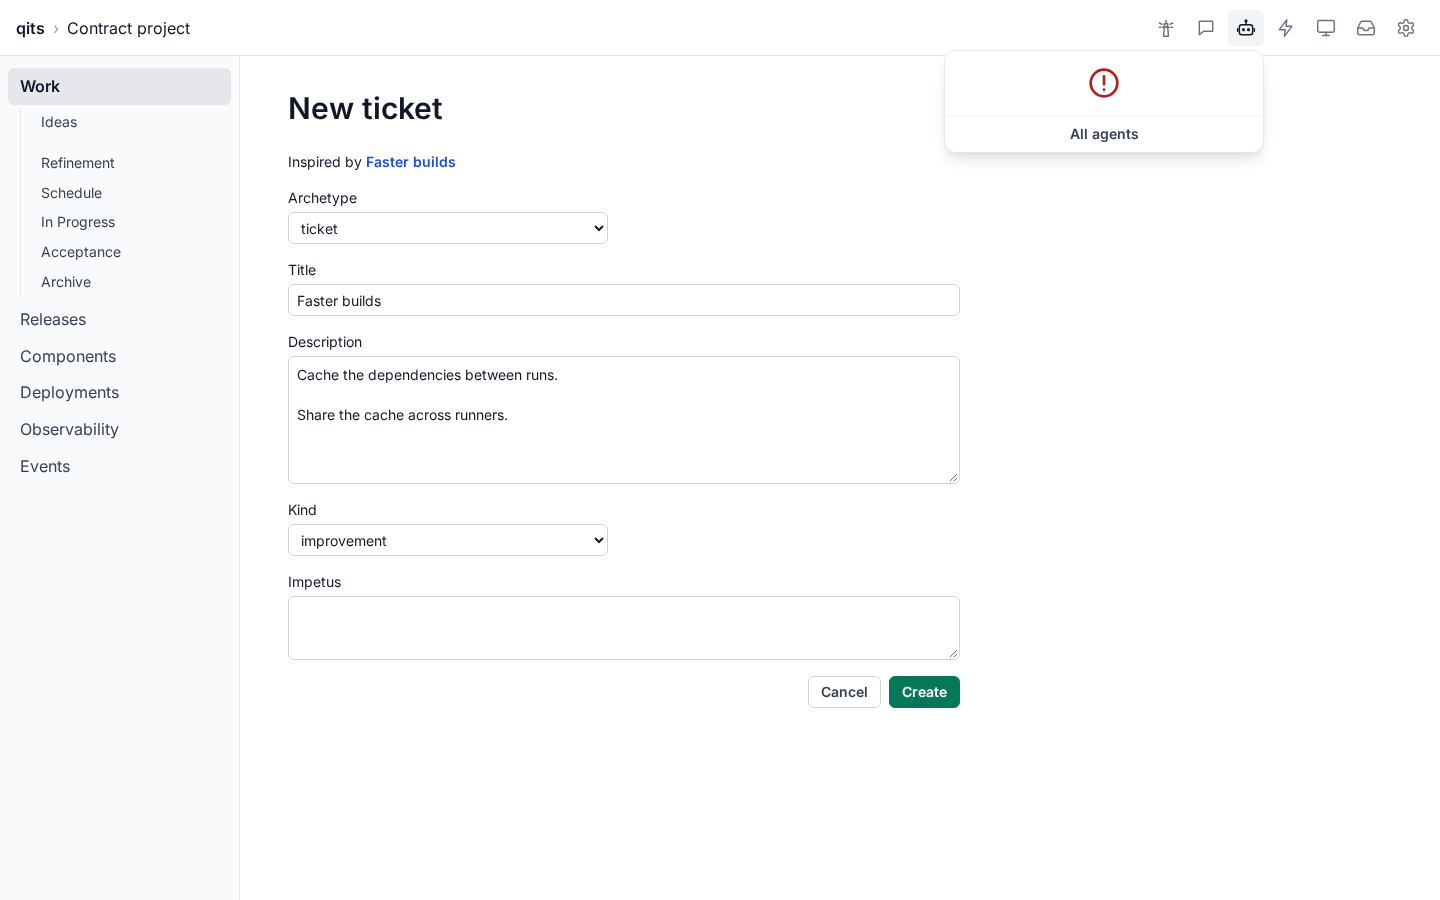 qits › Contract project
All agents
Work
Ideas
Refinement
Schedule
In Progress
Acceptance
Archive
Releases
Components
Deployments
Observability
Events
New ticket
Inspired by Faster builds
Archetype
ticket
Title
Faster builds
Description
Cache the dependencies between runs.
Share the cache across runners.
Kind
improvement
Impetus
Cancel
Create